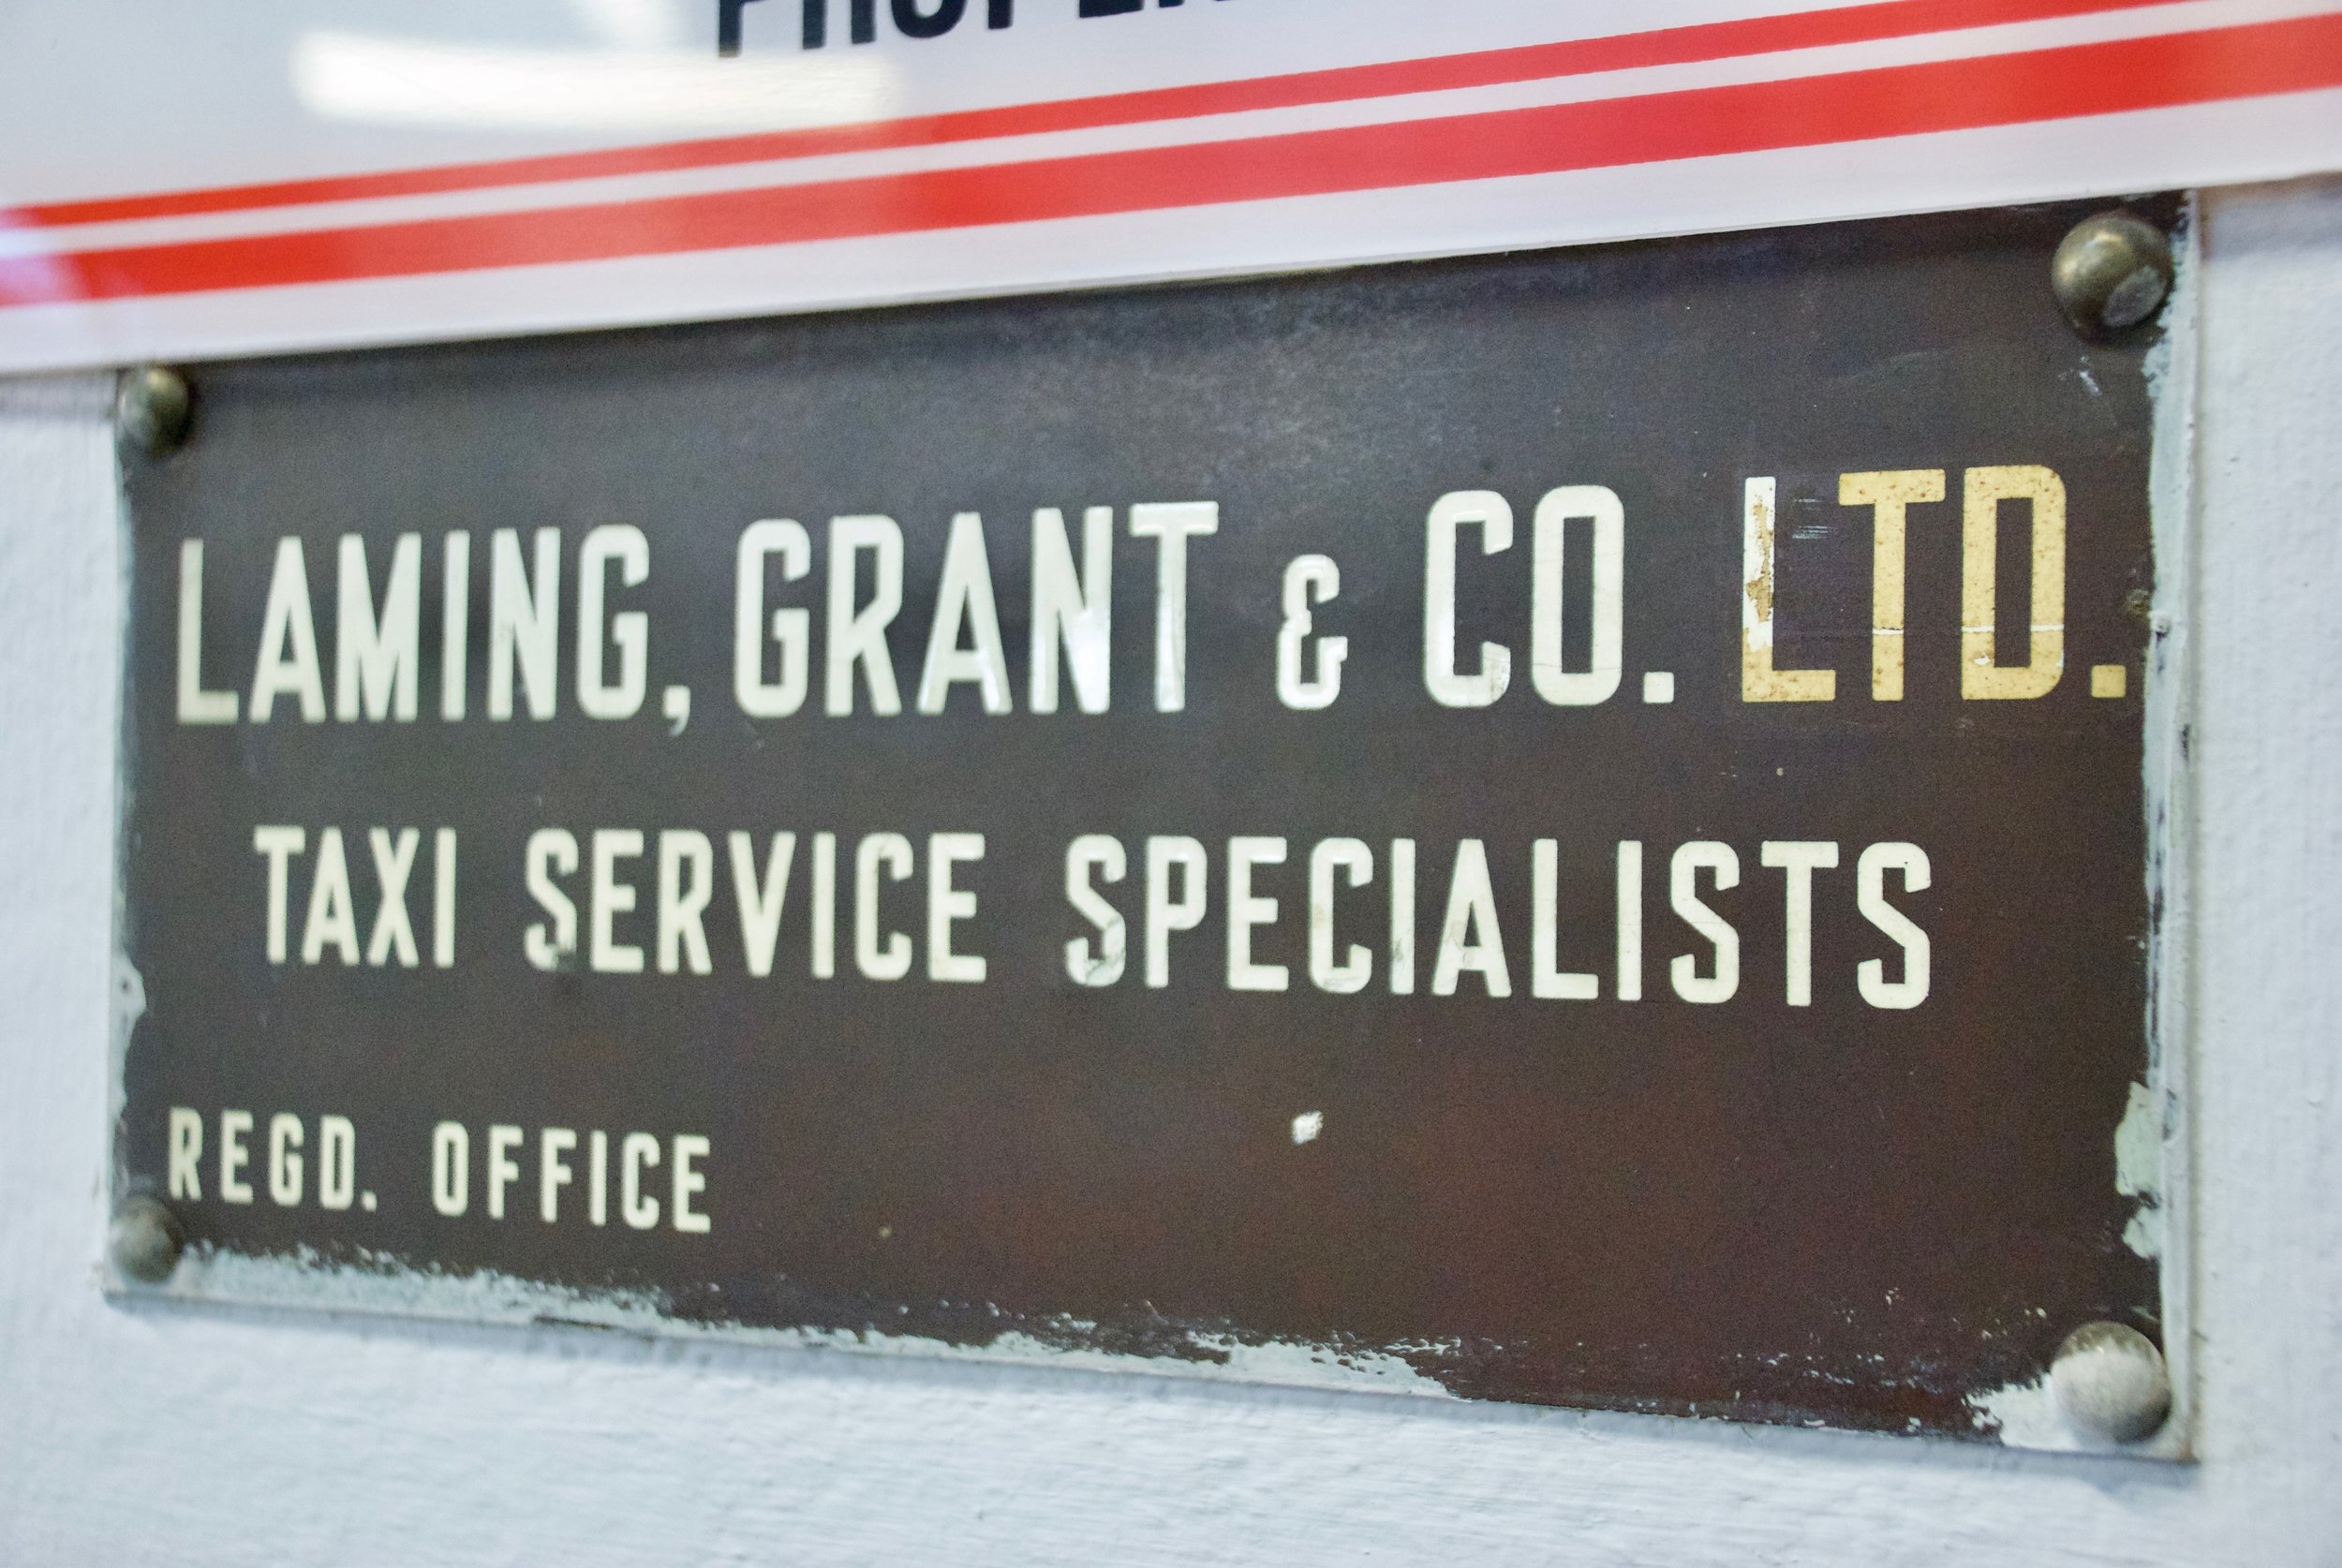 LAMING, GRANT & CO. LTD.
TAXI SERVICE SPECIALISTS
REGD. OFFICE